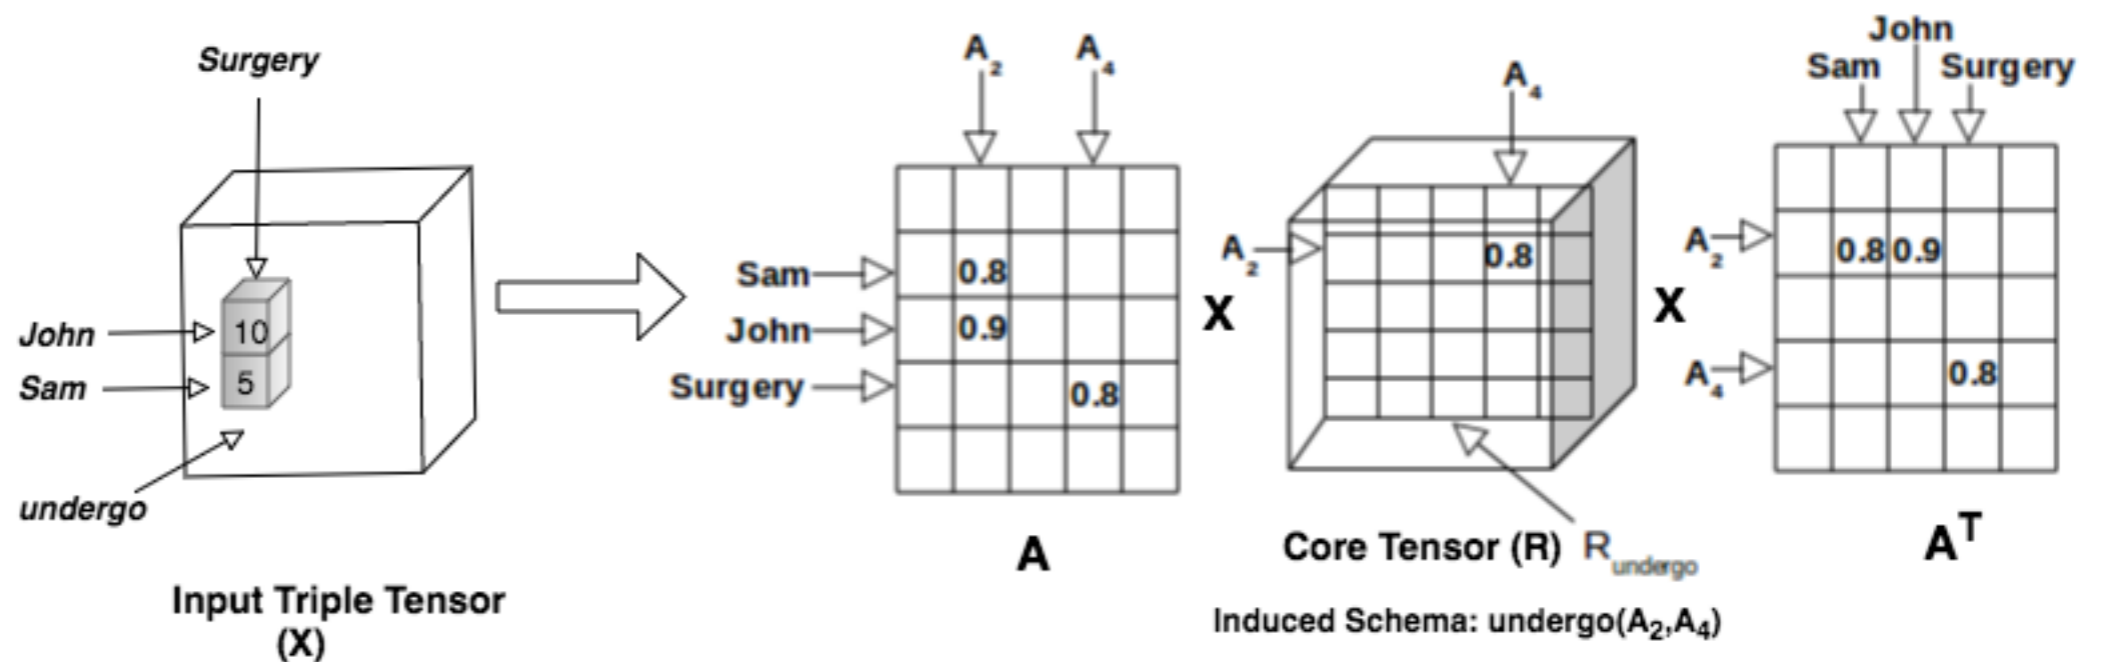 Surgery
John
Sam
undergo
10
5
Input Triple Tensor
(X)
A2 A4
Sam
John
Surgery
0.8
0.9
0.8
A
X
A4
A2
0.8
Core Tensor (R) Rundergo
Induced Schema: undergo(A2,A4)
X
John
Sam Surgery
A2
0.8 0.9
A4
0.8
A^T